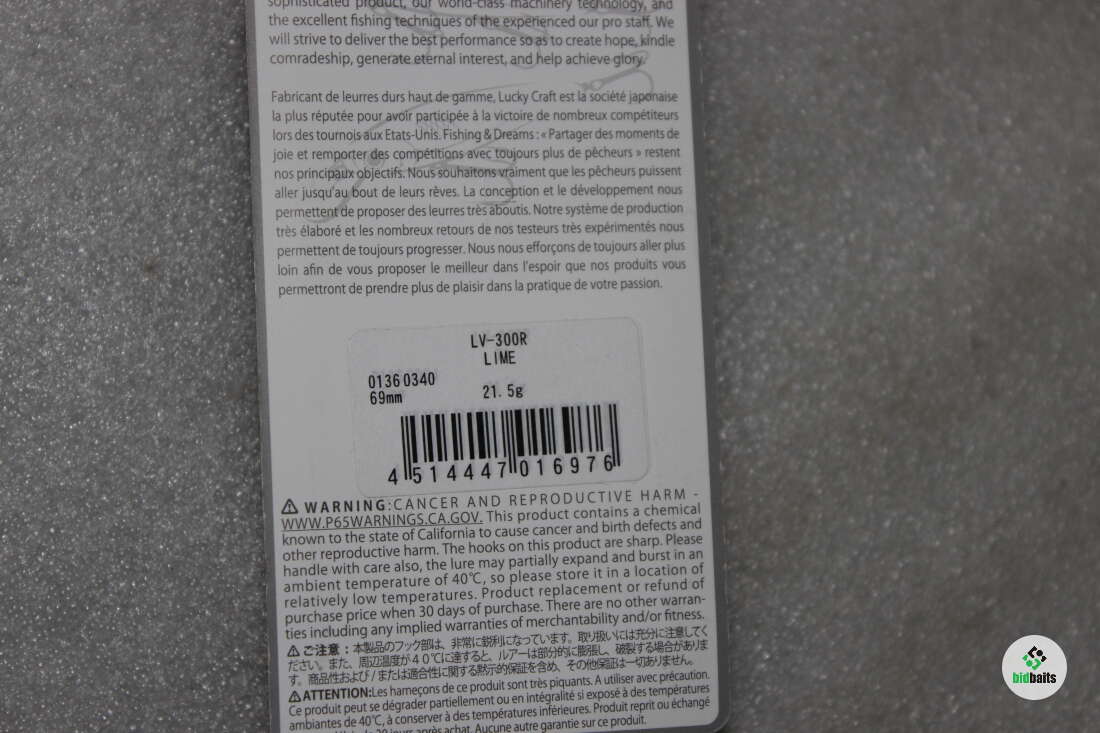 sophisticated product, our world-class machinery technology, and
the excellent fishing techniques of the experienced our pro staff. We
will strive to deliver the best performance so as to create hope, kindle
comradeship, generate eternal interest, and help achieve glory.
Fabricant de leurres durs haut de gamme, Lucky Craft est la société japonaise
la plus réputée pour avoir participée à la victoire de nombreux compétiteurs
lors des tournois aux Etats-Unis. Fishing & Dreams : « Partager des moments de
joie et remporter des compétitions avec toujours plus de pêcheurs » restent
nos principaux objectifs. Nous souhaitons vraiment que les pêcheurs puissent
aller jusqu'au bout de leurs rêves. La conception et le développement nous
permettent de proposer des leurres très aboutis. Notre système de production
très élaboré et les nombreux retours de nos testeurs très expérimentés nous
permettent de toujours progresser. Nous nous efforçons de toujours aller plus
loin afin de vous proposer le meilleur dans l'espoir que nos produits vous
permettront de prendre plus de plaisir dans la pratique de votre passion.
LV-300R
LIME
01360340
69mm 21.5g
4 514447 016976
⚠ WARNING:CANCER AND REPRODUCTIVE HARM -
WWW.P65WARNINGS.CA.GOV. This product contains a chemical
known to the state of California to cause cancer and birth defects and
other reproductive harm. The hooks on this product are sharp. Please
handle with care also, the lure may partially expand and burst in an
ambient temperature of 40℃, so please store it in a location of
relatively low temperatures. Product replacement or refund of
purchase price when 30 days of purchase. There are no other warran-
ties including any implied warranties of merchantability and/or fitness.
⚠ご注意：本製品のフック部は、非常に鋭利になっています。取り扱いには充分に注意してく
ださい。また、周辺温度が４０℃に達すると、ルアーは部分的に膨張し、破裂する場合がありま
す。商品性および/または適合性に関する黙示的保証を含め、その他保証は一切ありません。
⚠ATTENTION:Les harneçons de ce produit sont très piquants. A utiliser avec précaution.
Ce produit peut se dégrader partiellement ou en intégralité si exposé à des températures
ambiantes de 40℃, à conserver à des températures inférieures. Produit reprit ou échangé
30 jours après achat. Aucune autre garantie sur ce produit.
bidbaits